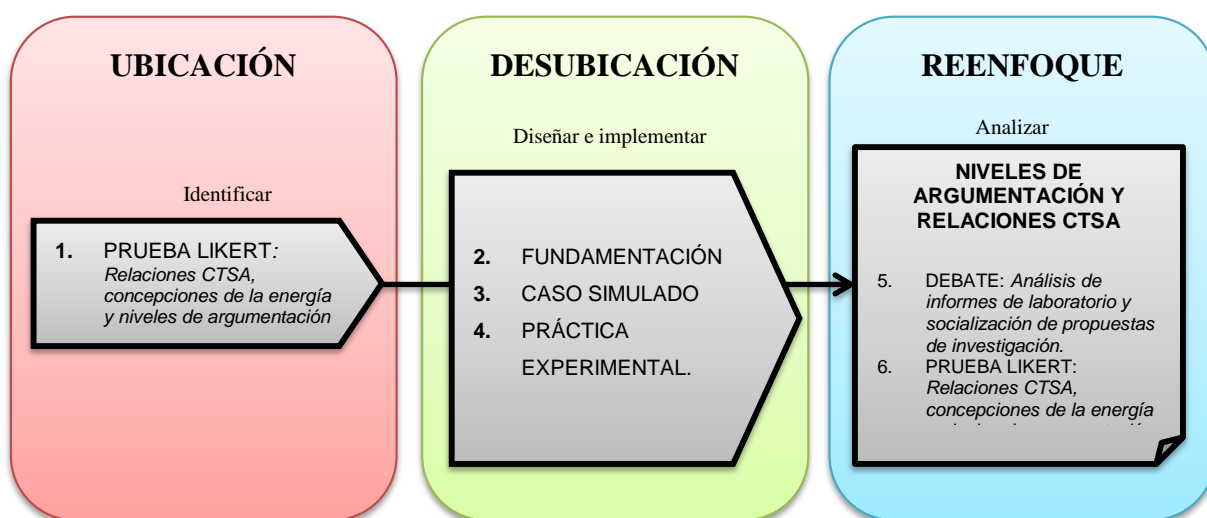 UBICACIÓN
Identificar
1. PRUEBA LIKERT:
Relaciones CTSA,
concepciones de la energía
y niveles de argumentación
DESUBICACIÓN
Diseñar e implementar
2. FUNDAMENTACIÓN
3. CASO SIMULADO
4. PRÁCTICA
EXPERIMENTAL.
REENFOQUE
Analizar
NIVELES DE
ARGUMENTACIÓN Y
RELACIONES CTSA
5. DEBATE: Análisis de
informes de laboratorio y
socialización de propuestas
de investigación.
6. PRUEBA LIKERT:
Relaciones CTSA,
concepciones de la energía